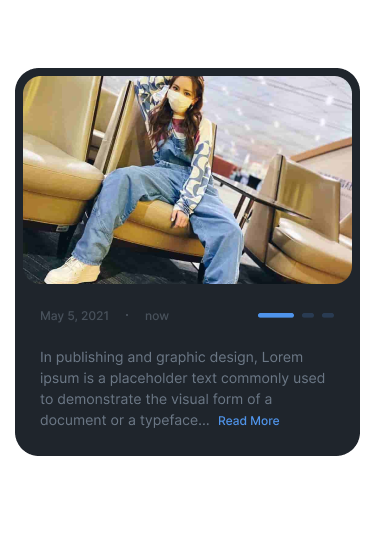 May 5, 2021 • now
In publishing and graphic design, Lorem
ipsum is a placeholder text commonly used
to demonstrate the visual form of a
document or a typeface... Read More